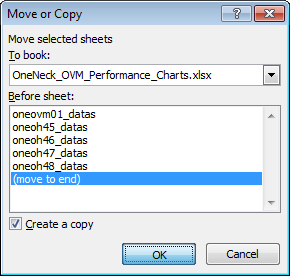 Move or Copy
Move selected sheets
To book:
OneNeck_OVM_Performance_Charts.xlsx
Before sheet:
oneovm01_datas
oneoh45_datas
oneoh46_datas
oneoh47_datas
oneoh48_datas
(move to end)
Create a copy
OK
Cancel